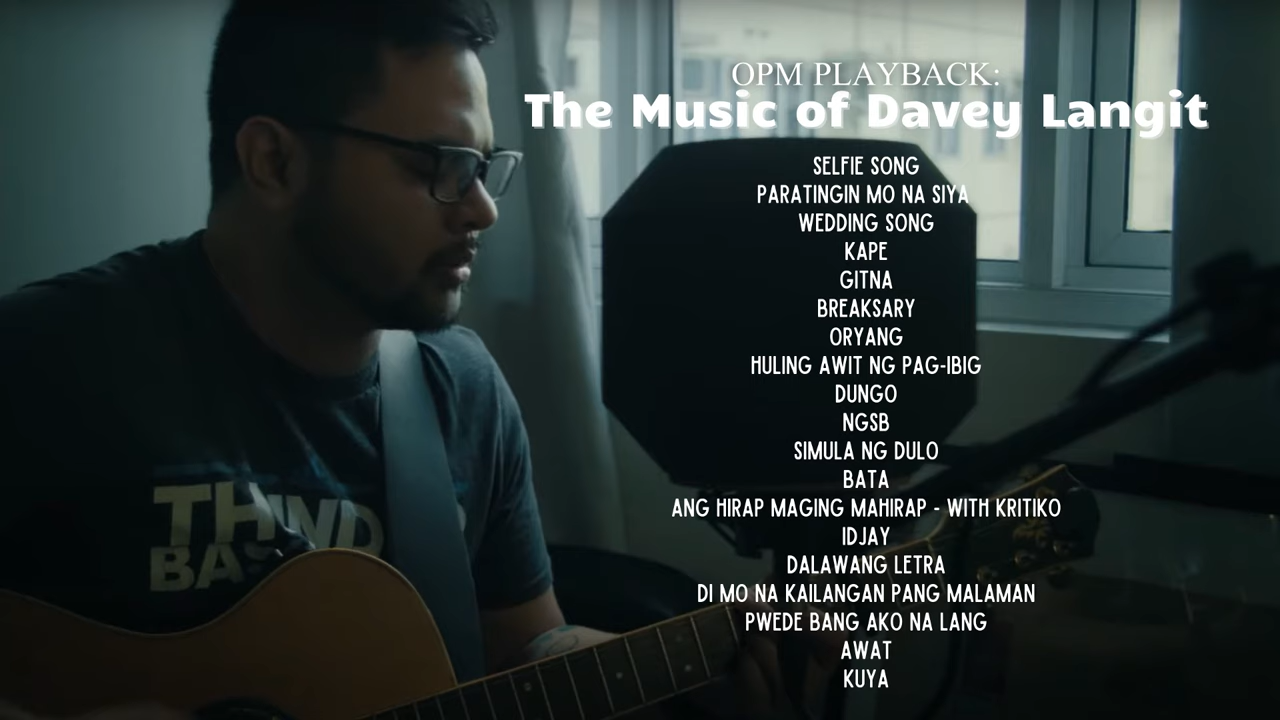 OPM PLAYBACK:
The Music of Davey Langit
SELFIE SONG
PARATINGIN MO NA SIYA
WEDDING SONG
KAPE
GITNA
BREAKSARY
ORYANG
HULING AWIT NG PAG-IBIG
DUNGO
NGSB
SIMULA NG DULO
BATA
ANG HIRAP MAGING MAHIRAP - WITH KRITIKO
IDJAY
DALAWANG LETRA
DI MO NA KAILANGAN PANG MALAMAN
PWEDE BANG AKO NA LANG
AWAT
KUYA